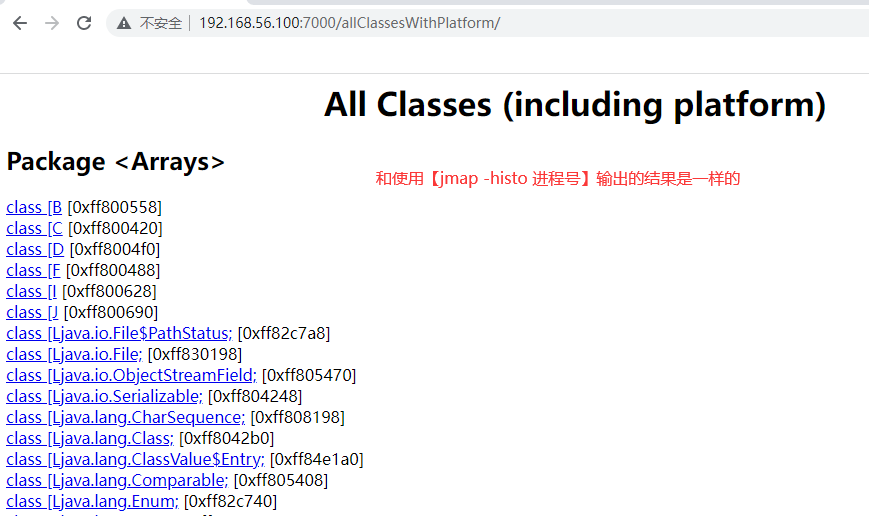 不安全 192.168.56.100:7000/allClassesWithPlatform/
All Classes (including platform)
Package <Arrays>
和使用【jmap -histo 进程号】输出的结果是一样的
class [B [0xff800558]
class [C [0xff800420]
class [D [0xff8004f0]
class [F [0xff800488]
class [I [0xff800628]
class [J [0xff800690]
class [Ljava.io.File$PathStatus; [0xff82c7a8]
class [Ljava.io.File; [0xff830198]
class [Ljava.io.ObjectStreamField; [0xff805470]
class [Ljava.io.Serializable; [0xff804248]
class [Ljava.lang.CharSequence; [0xff808198]
class [Ljava.lang.Class; [0xff8042b0]
class [Ljava.lang.ClassValue$Entry; [0xff84e1a0]
class [Ljava.lang.Comparable; [0xff805408]
class [Ljava.lang.Enum; [0xff82c740]